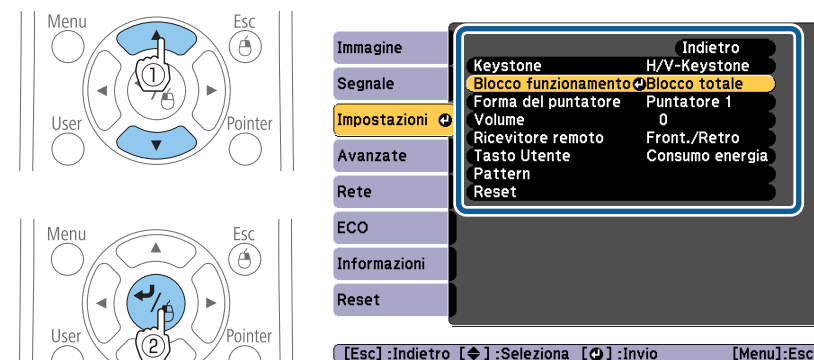 Menu
Esc
1
User
Pointer
Menu
Esc
User
Pointer
2
Immagine
Segnale
Impostazioni
Avanzate
Rete
ECO
Informazioni
Reset
Indietro
Keystone H/V-Keystone
Blocco funzionamento Blocco totale
Forma del puntatore Puntatore 1
Volume 0
Ricevitore remoto Front./Retro
Tasto Utente Consumo energia
Pattern
Reset
[Esc] :Indietro [ ] :Seleziona [ ] :Invio [Menu]:Esc